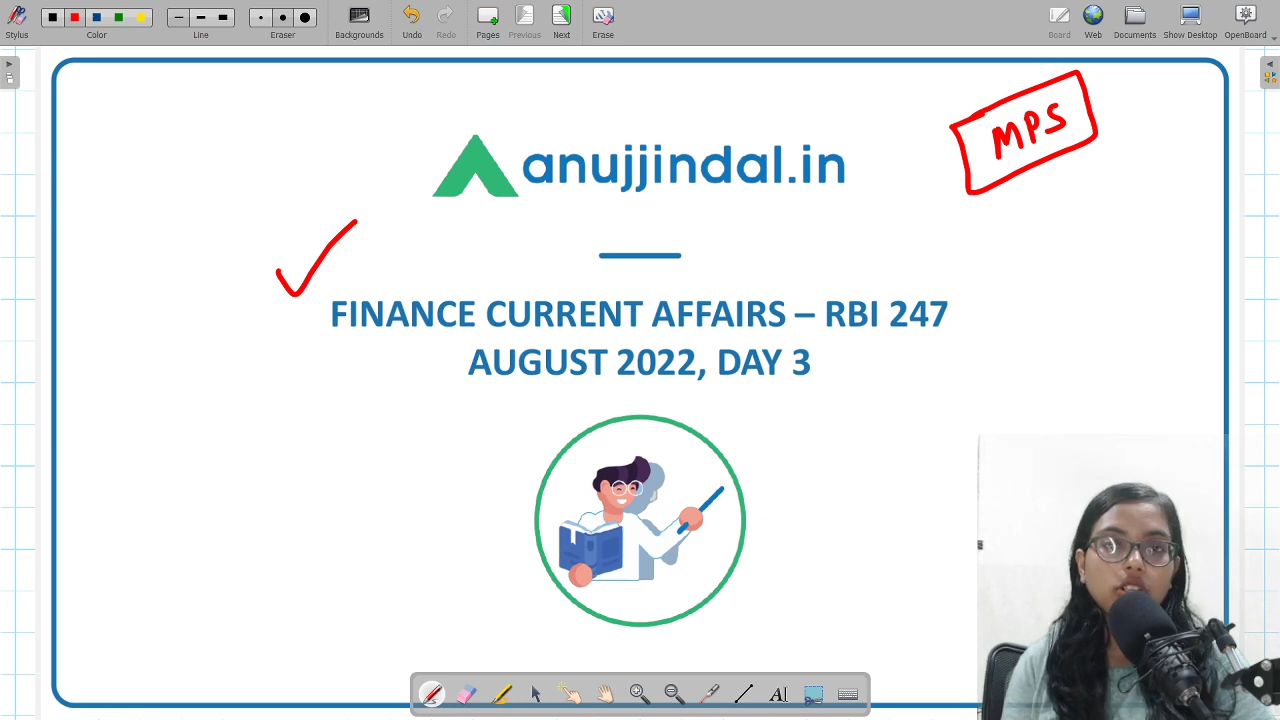 Stylus
Color
Line
Eraser
Backgrounds
Undo
Redo
Pages
Previous
Next
Erase
Board
Web
Documents
Show Desktop
OpenBoard
MPS
anujjindal.in
FINANCE CURRENT AFFAIRS – RBI 247
AUGUST 2022, DAY 3
AI